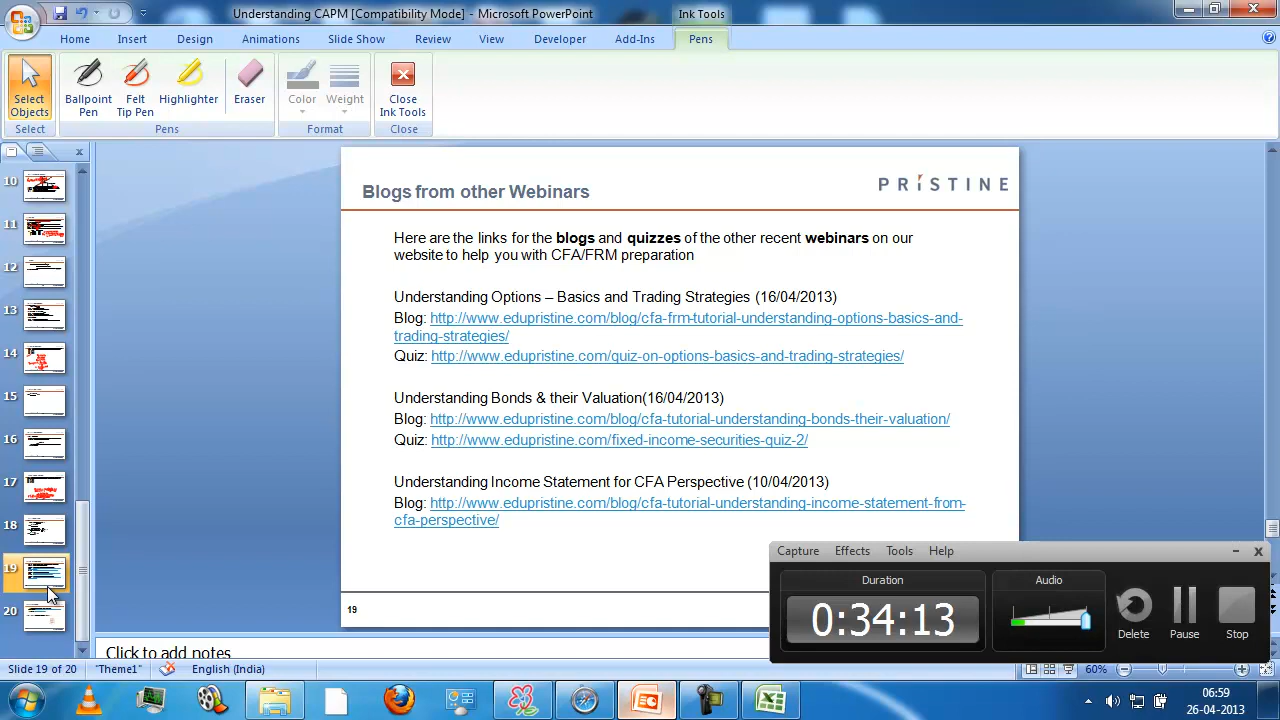 Understanding CAPM [Compatibility Mode] - Microsoft PowerPoint
Ink Tools
Home
Insert
Design
Animations
Slide Show
Review
View
Developer
Add-Ins
Pens
Select
Objects
Ballpoint
Pen
Felt
Tip Pen
Highlighter
Eraser
Color
Weight
Close
Ink Tools
Select
Pens
Format
Close
10
11
12
13
14
15
16
17
18
19
20
Blogs from other Webinars
PRISTINE
Here are the links for the blogs and quizzes of the other recent webinars on our
website to help you with CFA/FRM preparation
Understanding Options – Basics and Trading Strategies (16/04/2013)
Blog: http://www.edupristine.com/blog/cfa-frm-tutorial-understanding-options-basics-and-
trading-strategies/
Quiz: http://www.edupristine.com/quiz-on-options-basics-and-trading-strategies/
Understanding Bonds & their Valuation(16/04/2013)
Blog: http://www.edupristine.com/blog/cfa-tutorial-understanding-bonds-their-valuation/
Quiz: http://www.edupristine.com/fixed-income-securities-quiz-2/
Understanding Income Statement for CFA Perspective (10/04/2013)
Blog: http://www.edupristine.com/blog/cfa-tutorial-understanding-income-statement-from-
cfa-perspective/
19
Capture
Effects
Tools
Help
Duration
0:34:13
Audio
Delete
Pause
Stop
Click to add notes
Slide 19 of 20
"Theme1"
English (India)
60%
06:59
26-04-2013